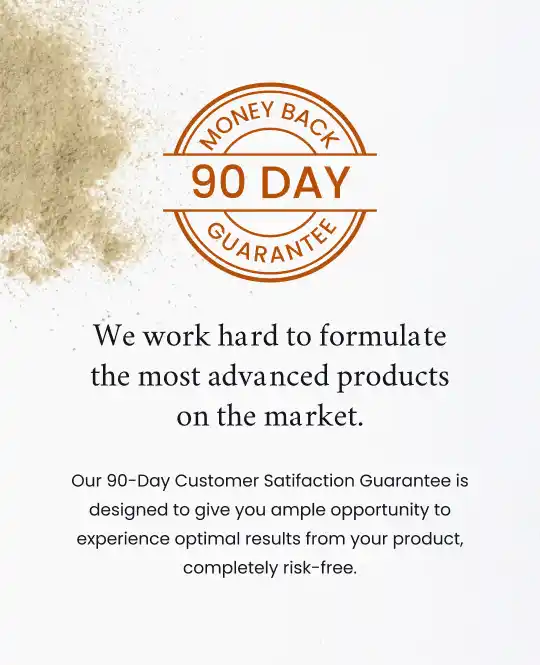 MONEY BACK
90 DAY
GUARANTEE
We work hard to formulate
the most advanced products
on the market.
Our 90-Day Customer Satifaction Guarantee is
designed to give you ample opportunity to
experience optimal results from your product,
completely risk-free.